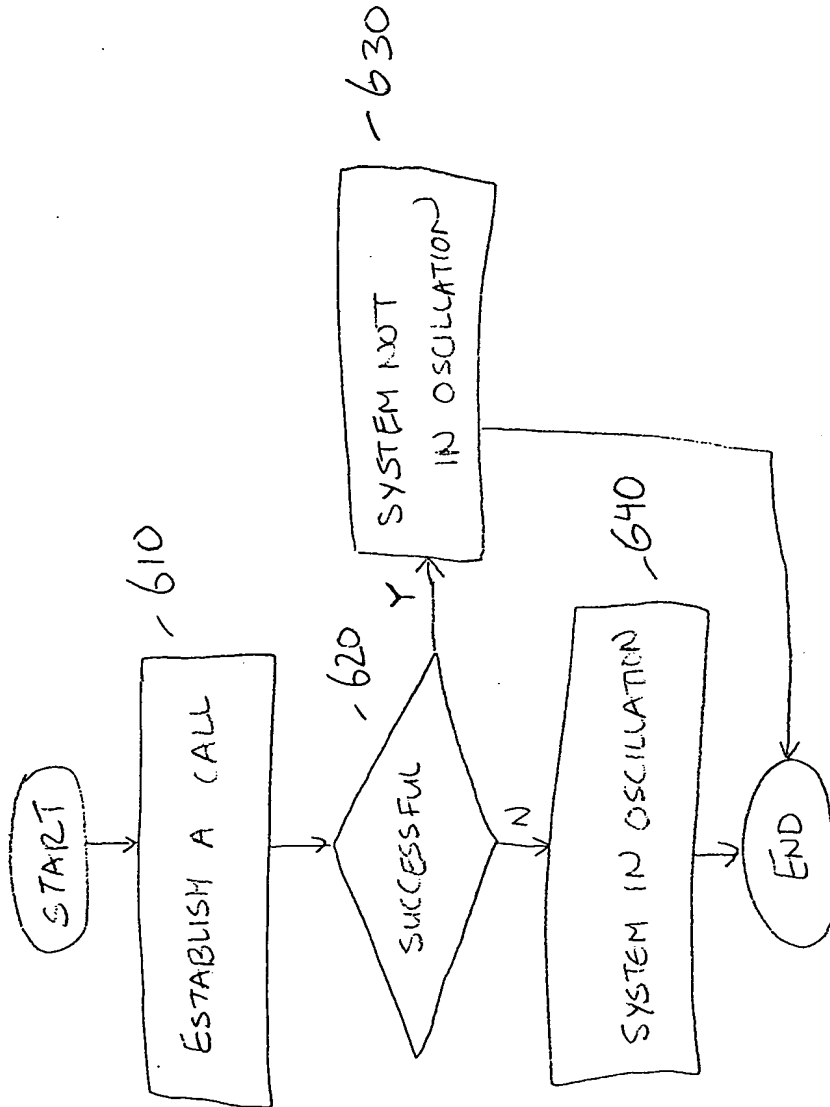 START
ESTABLISH A CALL
-610
SUCCESSFUL
-620
Y
SYSTEM NOT
IN OSCILLATION
-630
N
SYSTEM IN OSCILLATION
-640
END